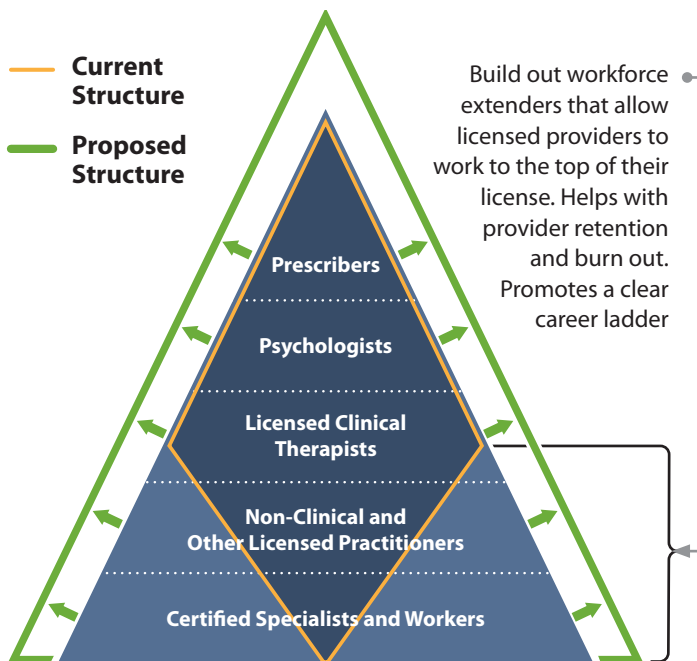 Current
Structure
Proposed
Structure
Build out workforce
extenders that allow
licensed providers to
work to the top of their
license. Helps with
provider retention
and burn out.
Promotes a clear
career ladder
Prescribers
Psychologists
Licensed Clinical
Therapists
Non-Clinical and
Other Licensed Practitioners
Certified Specialists and Workers